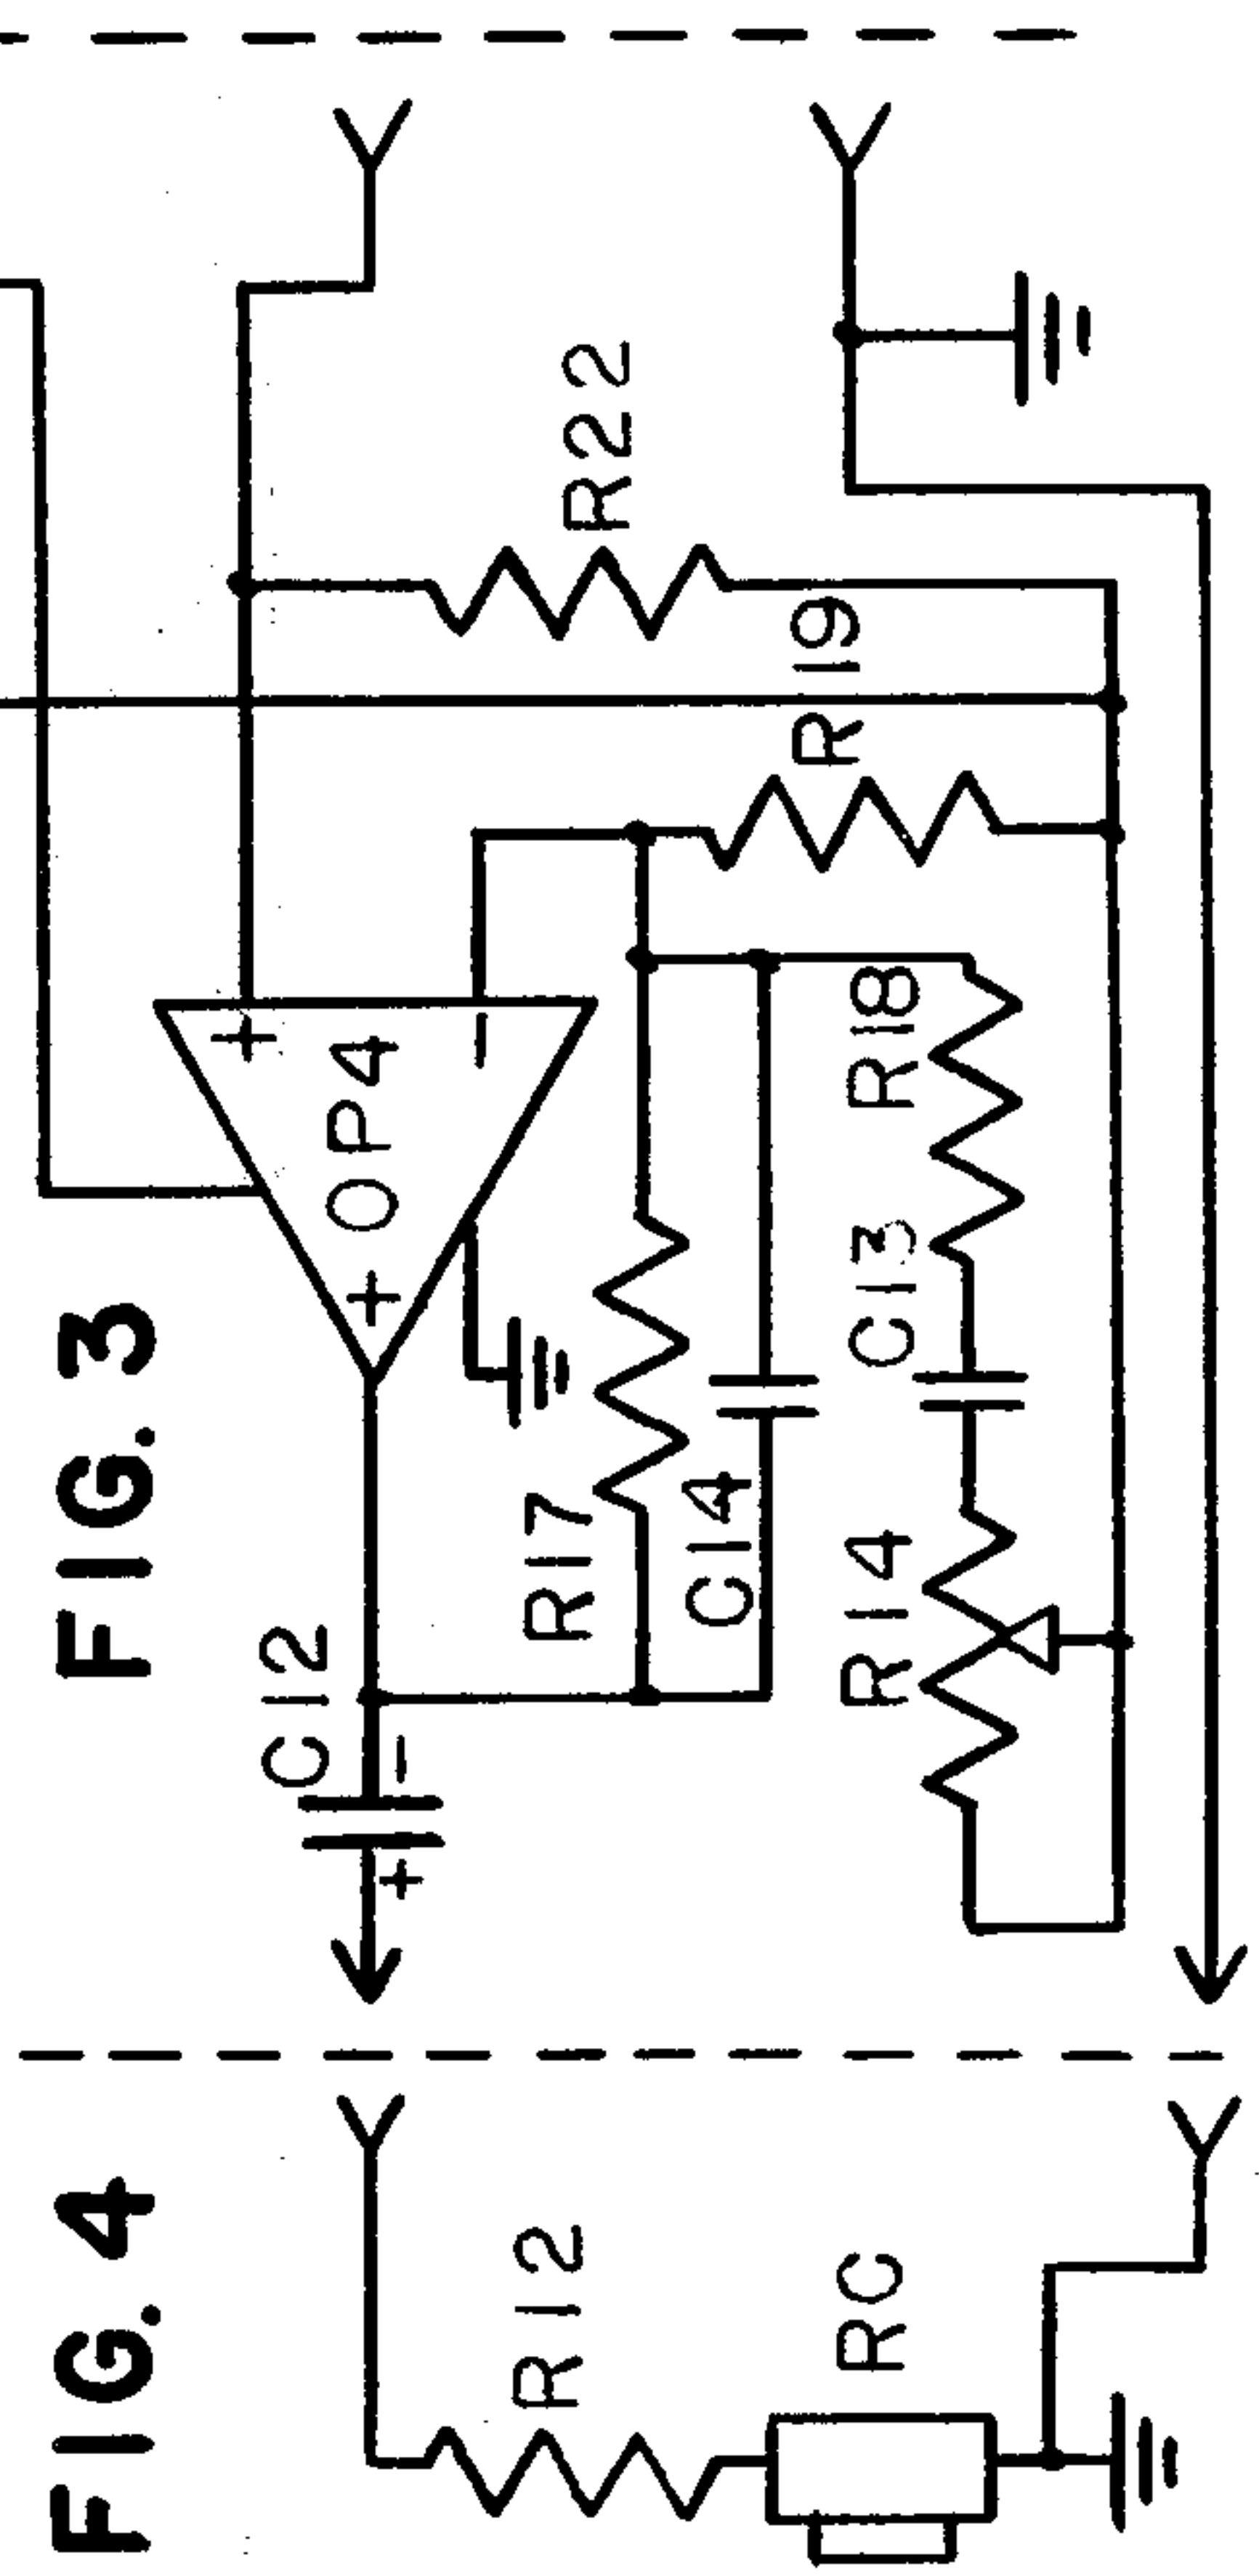 FIG. 3
R22
R19
OP4
+
−
+
R18
C13
R17
C14
R14
C12
−
+
FIG. 4
R12
RC